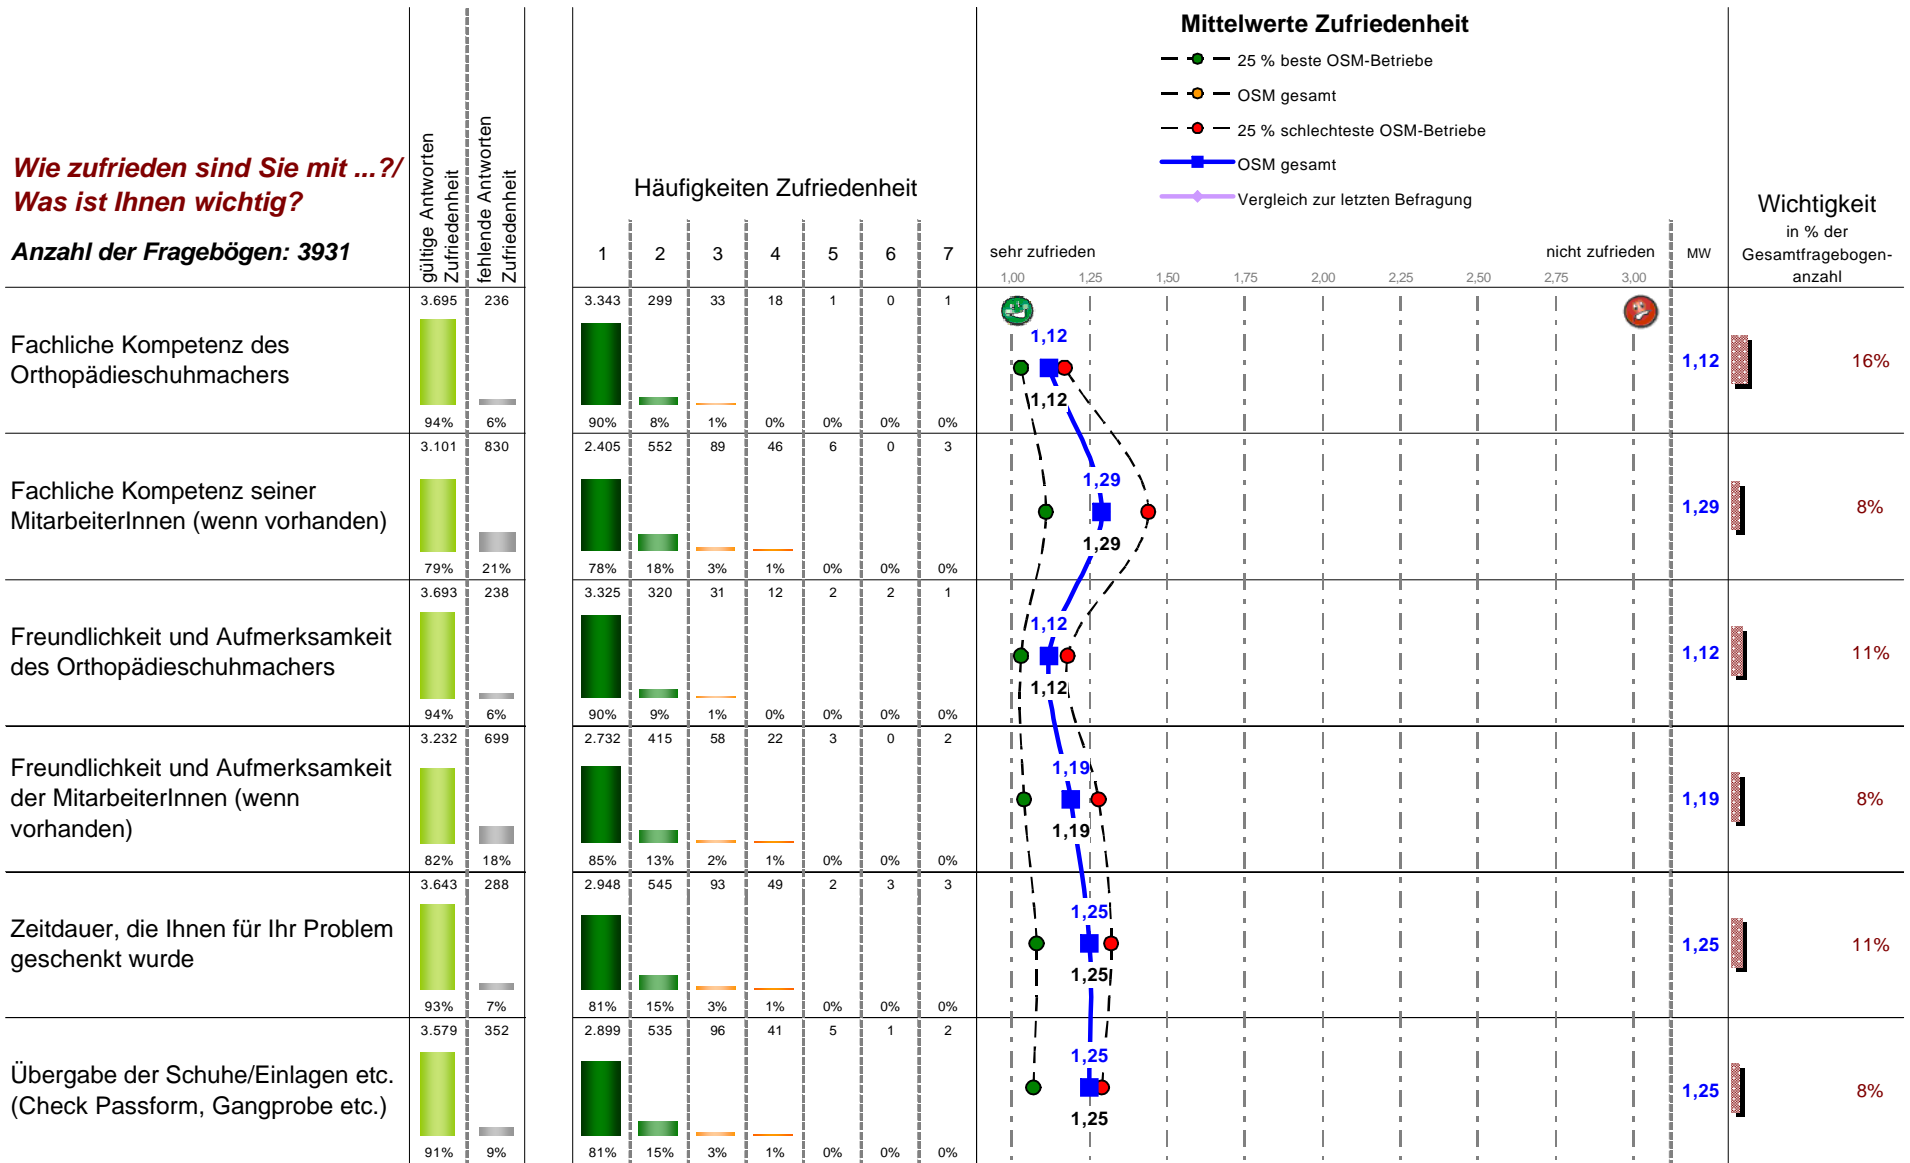 Mittelwerte Zufriedenheit
25 % beste OSM-Betriebe
OSM gesamt
25 % schlechteste OSM-Betriebe
OSM gesamt
Vergleich zur letzten Befragung
Wie zufrieden sind Sie mit ...?/
Was ist Ihnen wichtig?
Anzahl der Fragebögen: 3931
gültige Antworten
Zufriedenheit
fehlende Antworten
Zufriedenheit
Häufigkeiten Zufriedenheit
1 2 3 4 5 6 7
sehr zufrieden nicht zufrieden
1,00 1,25 1,50 1,75 2,00 2,25 2,50 2,75 3,00
MW
Wichtigkeit
in % der
Gesamtfragebogen-
anzahl
3.695 236 3.343 299 33 18 1 0 1
Fachliche Kompetenz des
Orthopädieschuhmachers
1,12
1,12
1,12 16%
94% 6% 90% 8% 1% 0% 0% 0% 0%
3.101 830 2.405 552 89 46 6 0 3
Fachliche Kompetenz seiner
MitarbeiterInnen (wenn vorhanden)
1,29
1,29
1,29 8%
79% 21% 78% 18% 3% 1% 0% 0% 0%
3.693 238 3.325 320 31 12 2 2 1
Freundlichkeit und Aufmerksamkeit
des Orthopädieschuhmachers
1,12
1,12
1,12 11%
94% 6% 90% 9% 1% 0% 0% 0% 0%
3.232 699 2.732 415 58 22 3 0 2
Freundlichkeit und Aufmerksamkeit
der MitarbeiterInnen (wenn
vorhanden)
1,19
1,19
1,19 8%
82% 18% 85% 13% 2% 1% 0% 0% 0%
3.643 288 2.948 545 93 49 2 3 3
Zeitdauer, die Ihnen für Ihr Problem
geschenkt wurde
1,25
1,25
1,25 11%
93% 7% 81% 15% 3% 1% 0% 0% 0%
3.579 352 2.899 535 96 41 5 1 2
Übergabe der Schuhe/Einlagen etc.
(Check Passform, Gangprobe etc.)
1,25
1,25
1,25 8%
91% 9% 81% 15% 3% 1% 0% 0% 0%